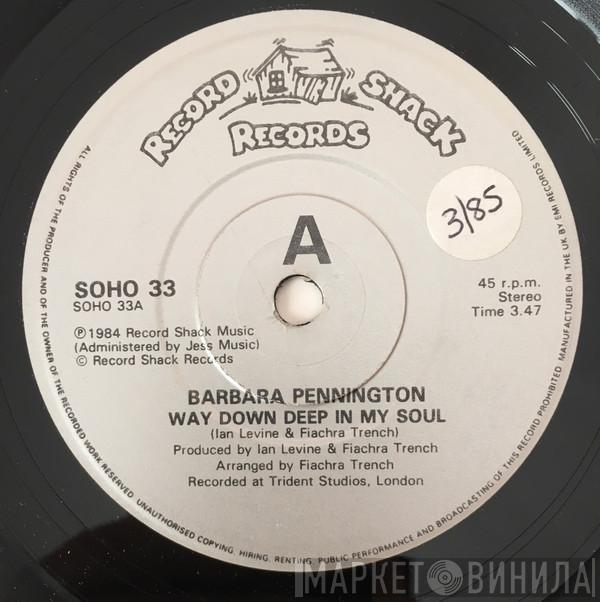 RECORD SHACK
RECORDS
A
3/85
SOHO 33
SOHO 33A
℗ 1984 Record Shack Music
(Administered by Jess Music)
© Record Shack Records
45 r.p.m.
Stereo
Time 3.47
BARBARA PENNINGTON
WAY DOWN DEEP IN MY SOUL
(Ian Levine & Fiachra Trench)
Produced by Ian Levine & Fiachra Trench
Arranged by Fiachra Trench
Recorded at Trident Studios, London
ALL RIGHTS OF THE PRODUCER AND OF THE OWNER OF THE RECORDED WORK RESERVED. UNAUTHORISED COPYING, HIRING, RENTING, PUBLIC PERFORMANCE AND BROADCASTING OF THIS RECORD PROHIBITED. MANUFACTURED IN THE UK BY EMI RECORDS LIMITED
МАРКЕТ ВИНИЛА